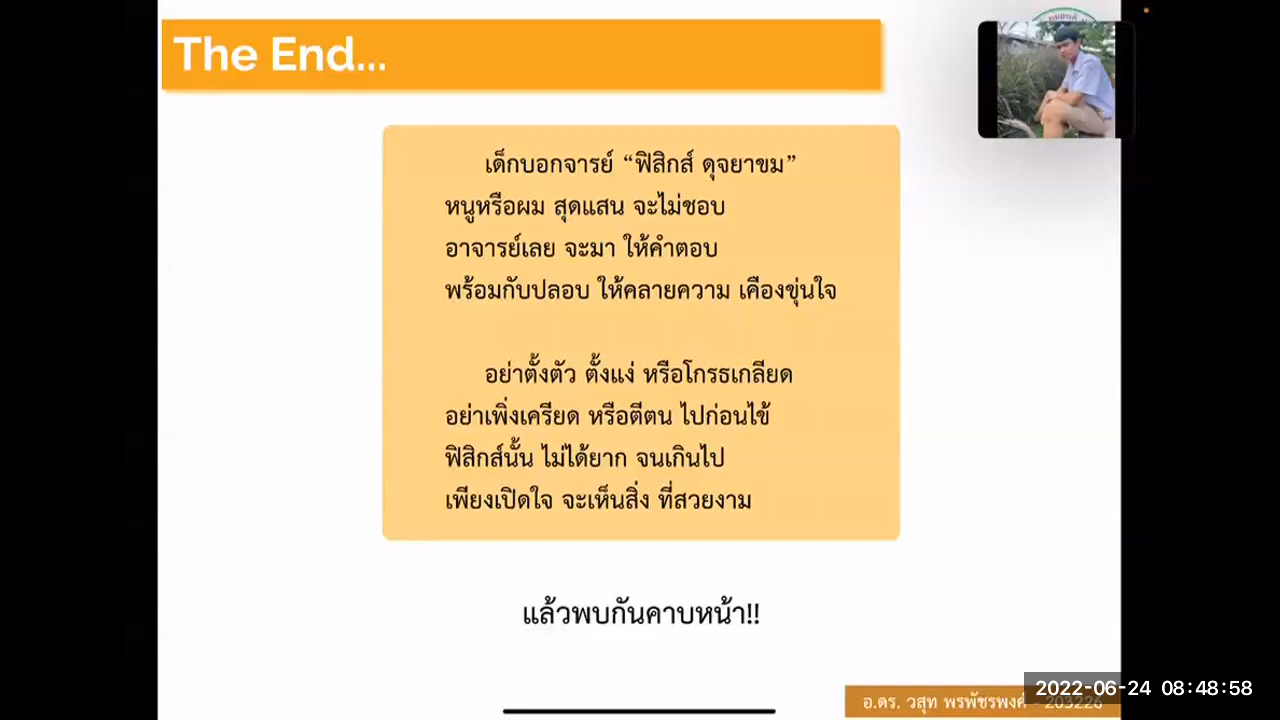 The End...
เด็กบอกจารย์ “ฟิสิกส์ ดุจยาขม”
หนูหรือผม สุดแสน จะไม่ชอบ
อาจารย์เลย จะมา ให้คำตอบ
พร้อมกับปลอบ ให้คลายความ เคืองขุ่นใจ
อย่าตั้งตัว ตั้งแง่ หรือโกรธเกลียด
อย่าเพิ่งเครียด หรือตีตน ไปก่อนไข้
ฟิสิกส์นั้น ไม่ได้ยาก จนเกินไป
เพียงเปิดใจ จะเห็นสิ่ง ที่สวยงาม
แล้วพบกันคาบหน้า!!
2022-06-24 08:48:58
อ.ดร. วสุท พรพัชรพงศ์ - 203226